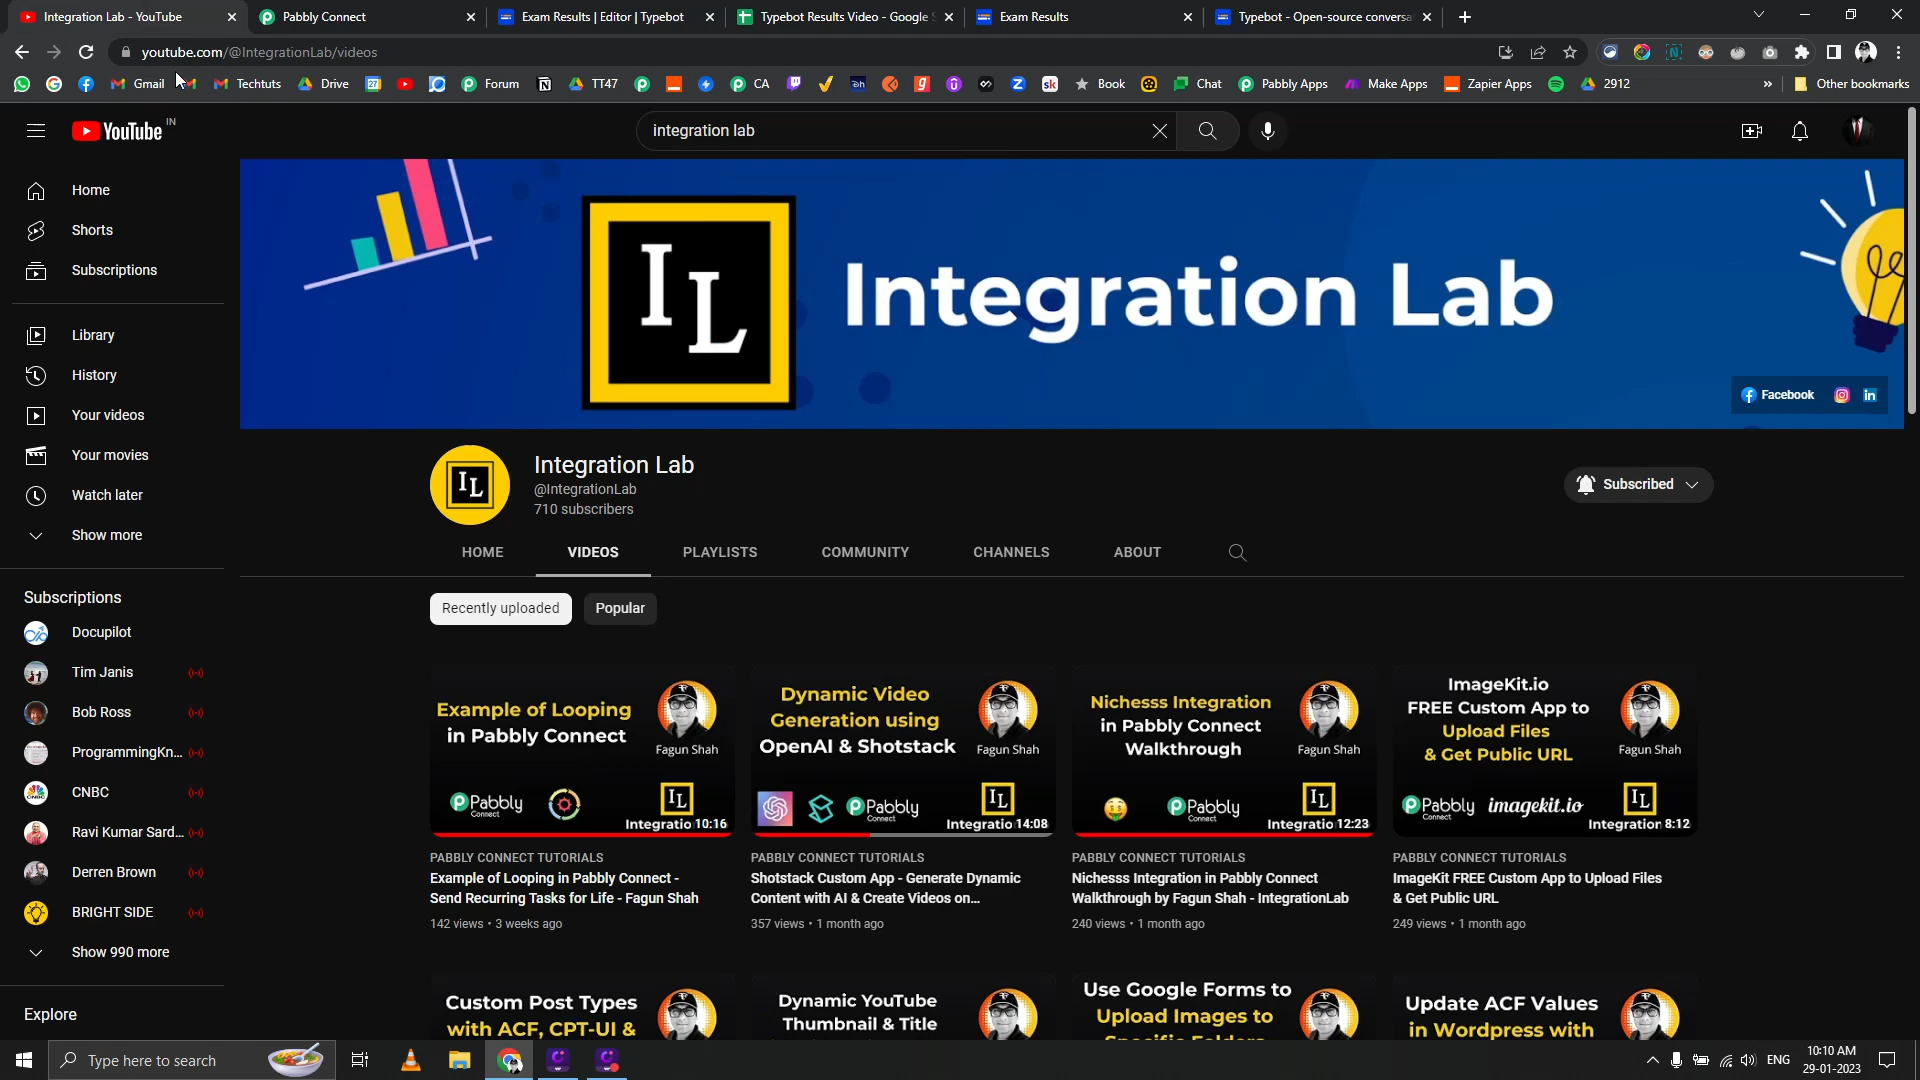 Integration Lab - YouTube
Pabbly Connect
Exam Results | Editor | Typebot
Typebot Results Video - Google S
Exam Results
Typebot - Open-source conversa
youtube.com/@IntegrationLab/videos
Gmail
Techtuts
Drive
Forum
TT47
CA
Book
Chat
Pabbly Apps
Make Apps
Zapier Apps
2912
Other bookmarks
YouTube IN
integration lab
Home
Shorts
Subscriptions
Library
History
Your videos
Your movies
Watch later
Show more
Subscriptions
Docupilot
Tim Janis
Bob Ross
ProgrammingKn...
CNBC
Ravi Kumar Sard...
Derren Brown
BRIGHT SIDE
Show 990 more
Explore
IL
Integration Lab
Facebook
IL
Integration Lab
@IntegrationLab
710 subscribers
Subscribed
HOME
VIDEOS
PLAYLISTS
COMMUNITY
CHANNELS
ABOUT
Recently uploaded
Popular
Example of Looping
in Pabbly Connect
Fagun Shah
Pabbly
Connect
IL
Integratio 10:16
PABBLY CONNECT TUTORIALS
Example of Looping in Pabbly Connect -
Send Recurring Tasks for Life - Fagun Shah
142 views • 3 weeks ago
Dynamic Video
Generation using
OpenAI & Shotstack
Fagun Shah
Pabbly
Connect
IL
Integratio 14:08
PABBLY CONNECT TUTORIALS
Shotstack Custom App - Generate Dynamic
Content with AI & Create Videos on...
357 views • 1 month ago
Nichesss Integration
in Pabbly Connect
Walkthrough
Fagun Shah
Pabbly
Connect
IL
Integratio 12:23
PABBLY CONNECT TUTORIALS
Nichesss Integration in Pabbly Connect
Walkthrough by Fagun Shah - IntegrationLab
240 views • 1 month ago
ImageKit.io
FREE Custom App to
Upload Files
& Get Public URL
Fagun Shah
Pabbly
Connect
imagekit.io
IL
Integration 8:12
PABBLY CONNECT TUTORIALS
ImageKit FREE Custom App to Upload Files
& Get Public URL
249 views • 1 month ago
Custom Post Types
with ACF, CPT-UI &
Dynamic YouTube
Thumbnail & Title
Use Google Forms to
Upload Images to
Specific Folders
Update ACF Values
in Wordpress with
Type here to search
ENG
10:10 AM
29-01-2023